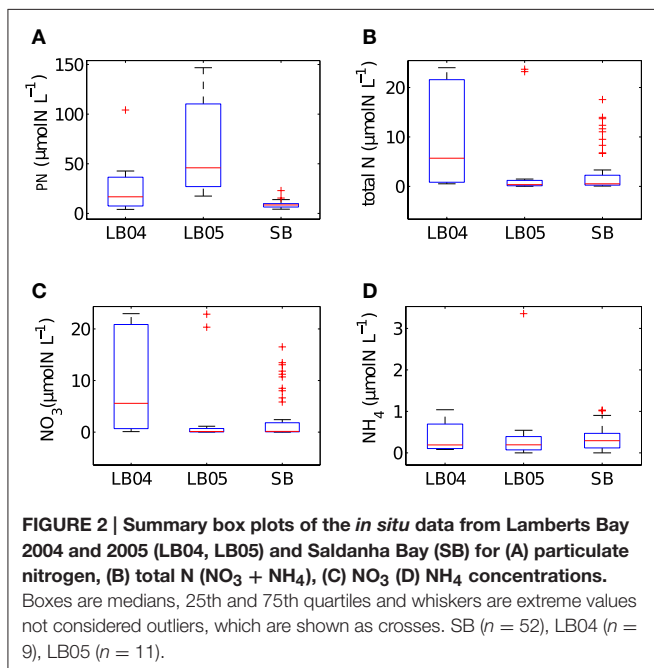 A
PN (μmolN L⁻¹)
150
100
50
0
LB04 LB05 SB
B
total N (μmolN L⁻¹)
20
10
0
LB04 LB05 SB
C
NO₃(μmolN L⁻¹)
20
10
0
LB04 LB05 SB
D
NH₄ (μmolN L⁻¹)
3
2
1
0
LB04 LB05 SB
FIGURE 2 | Summary box plots of the in situ data from Lamberts Bay
2004 and 2005 (LB04, LB05) and Saldanha Bay (SB) for (A) particulate
nitrogen, (B) total N (NO₃ + NH₄), (C) NO₃ (D) NH₄ concentrations.
Boxes are medians, 25th and 75th quartiles and whiskers are extreme values
not considered outliers, which are shown as crosses. SB (n = 52), LB04 (n =
9), LB05 (n = 11).